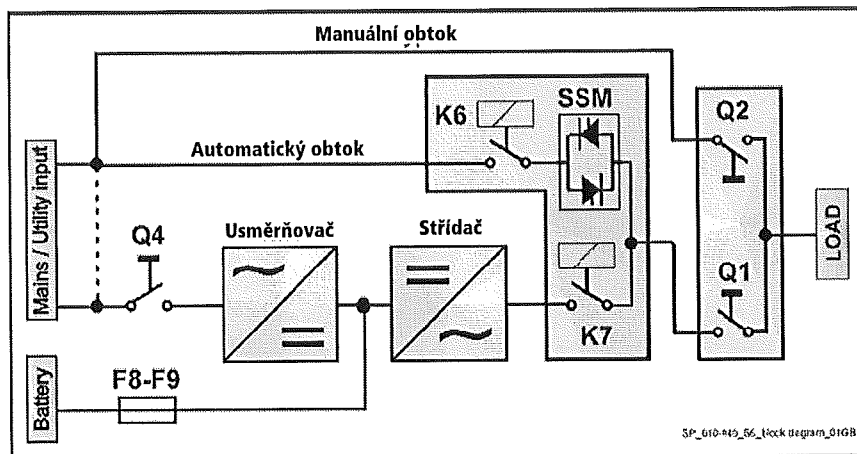 Manuální obtok
K6
SSM
Q2
Automatický obtok
Mains / Utility input
Q4
Usměrňovač
Střídač
LOAD
Q1
K7
Battery
F8-F9